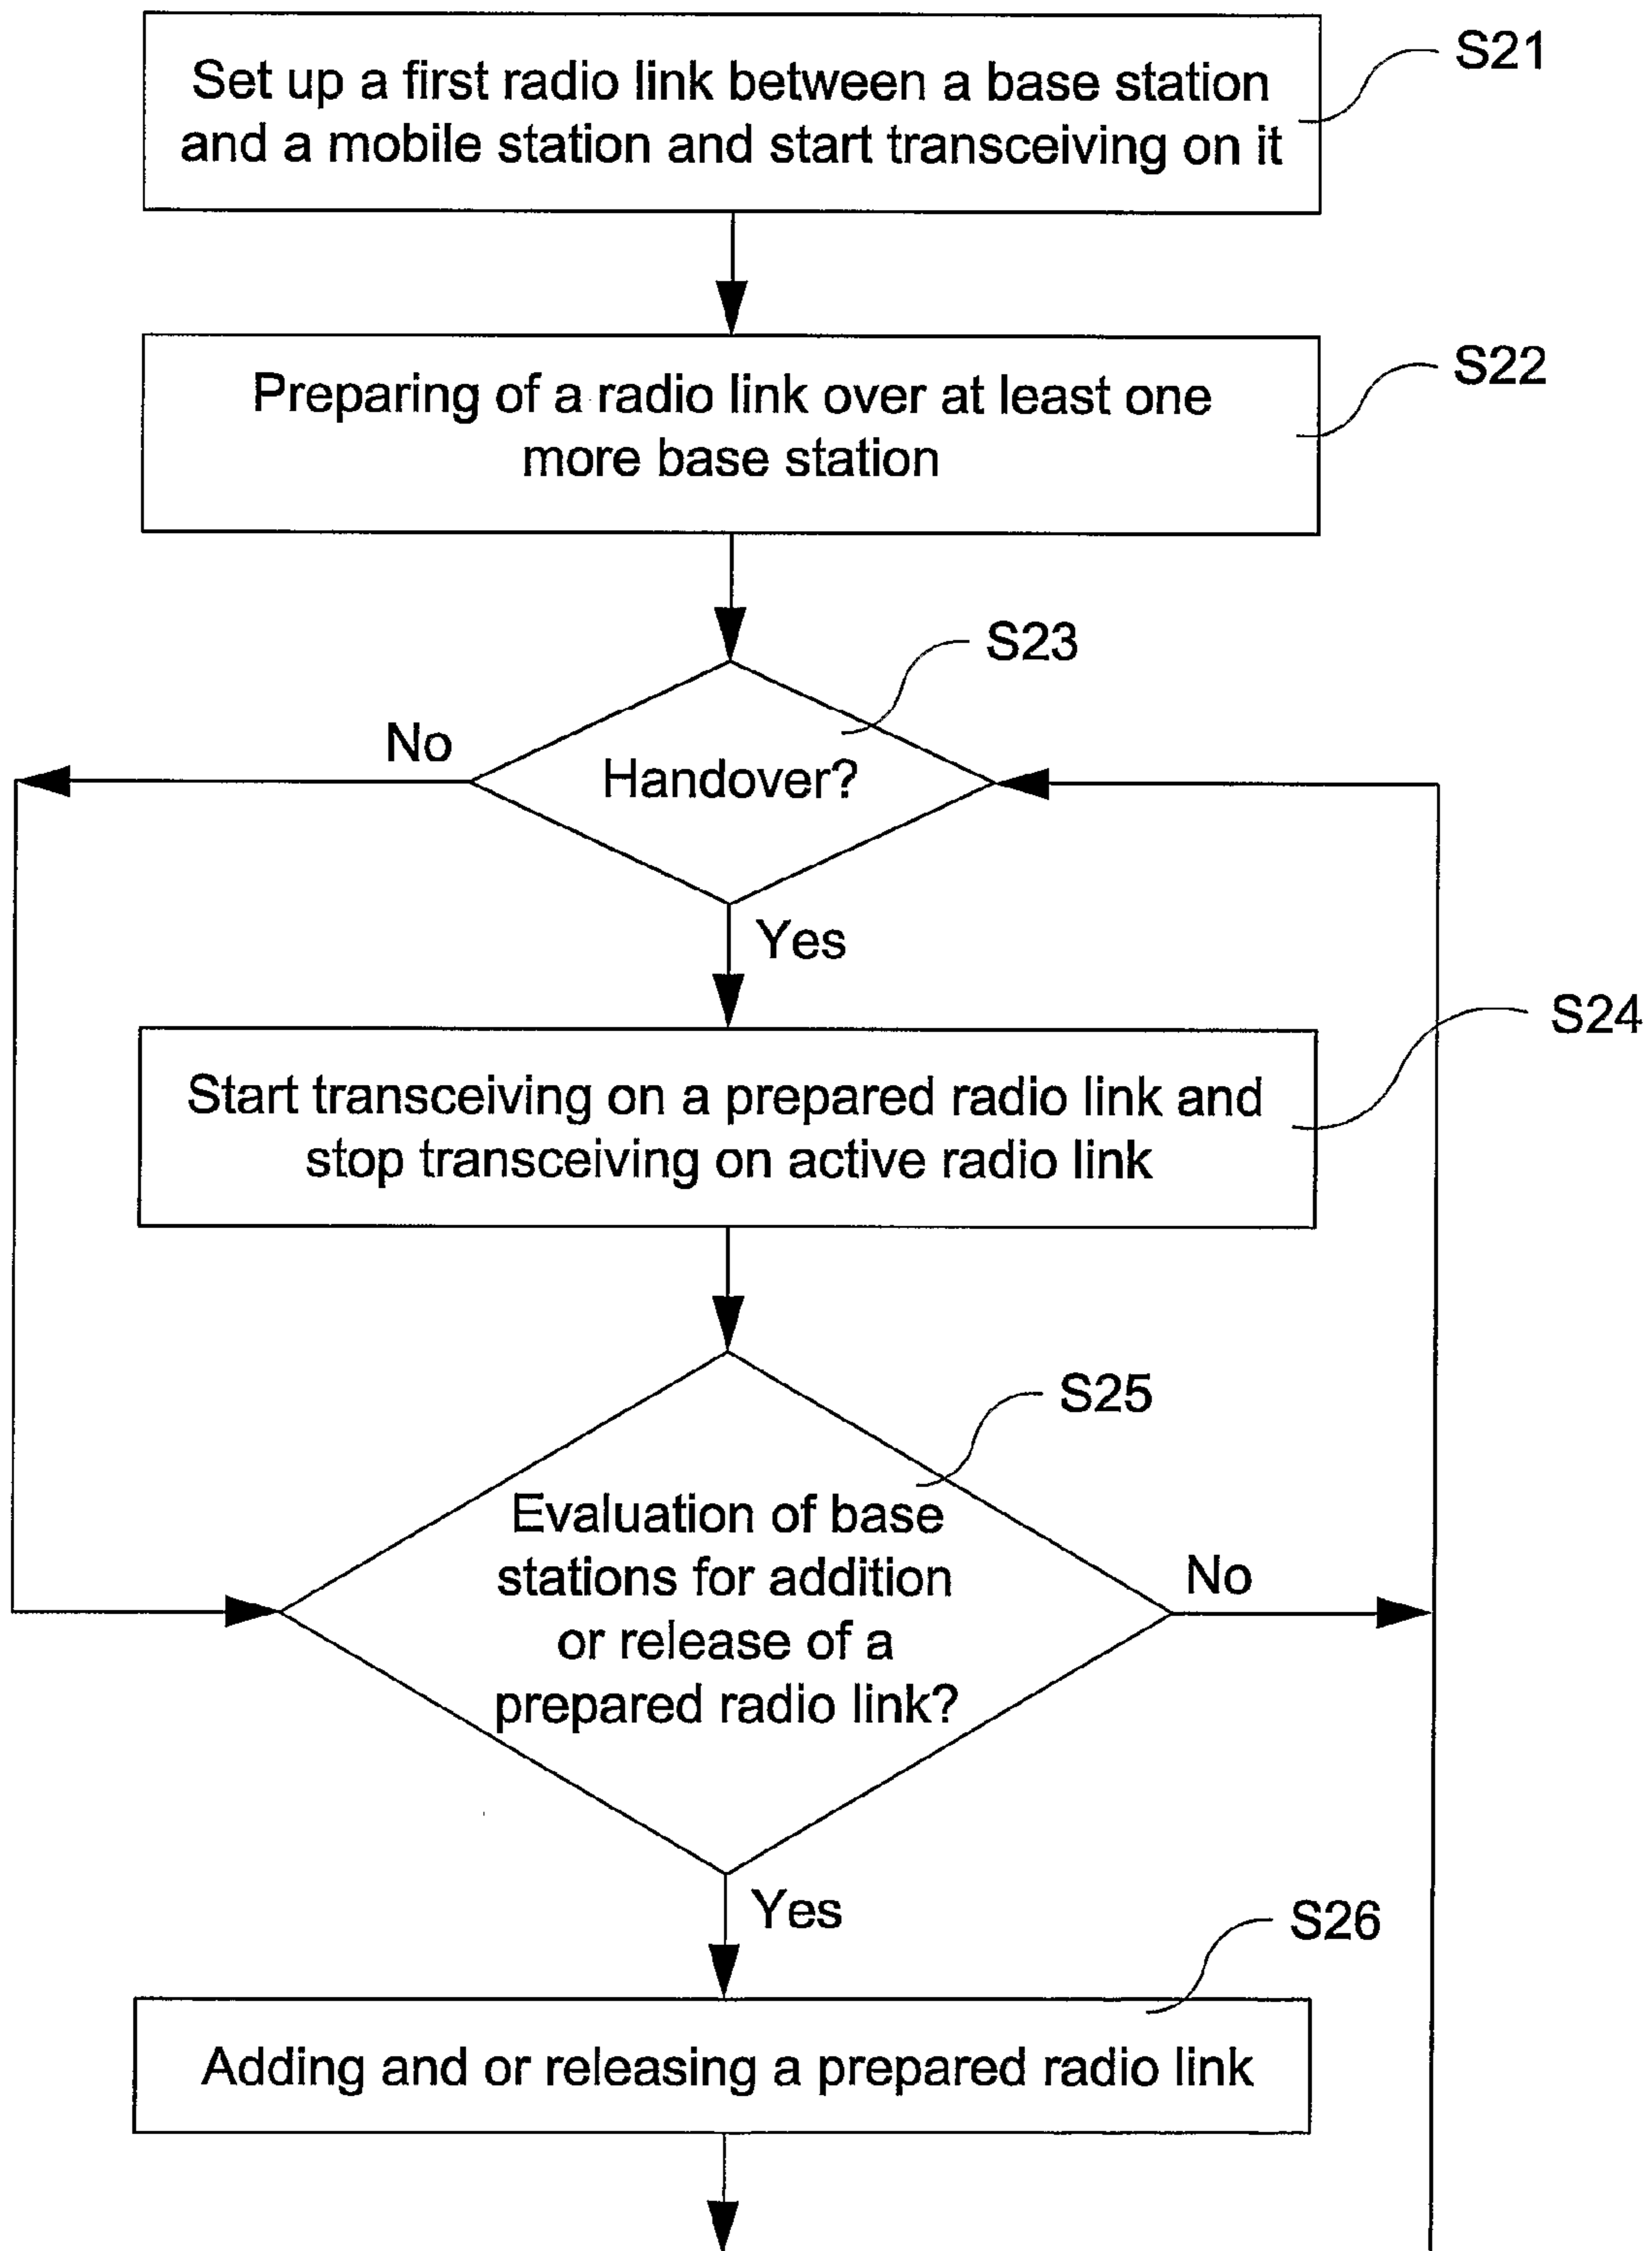 Set up a first radio link between a base station
and a mobile station and start transceiving on it
S21
Preparing of a radio link over at least one
more base station
S22
S23
No
Handover?
Yes
S24
Start transceiving on a prepared radio link and
stop transceiving on active radio link
S25
Evaluation of base
stations for addition
or release of a
prepared radio link?
No
Yes
S26
Adding and or releasing a prepared radio link